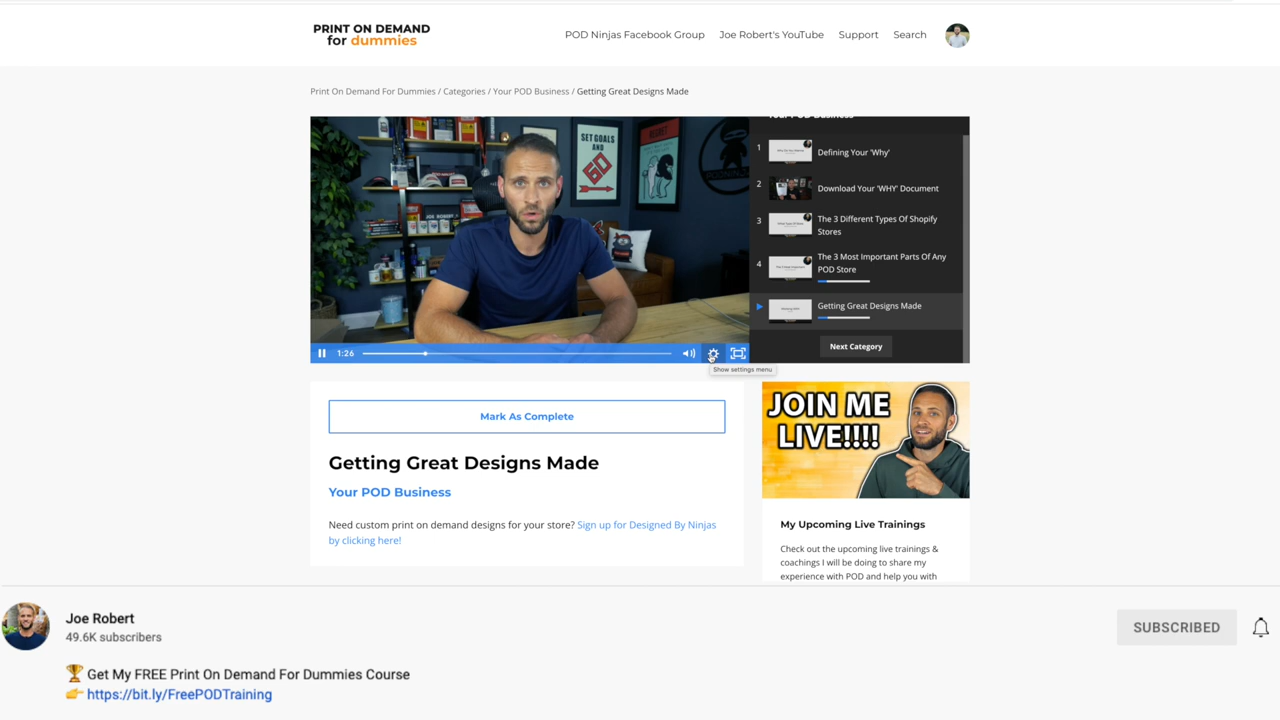 PRINT ON DEMAND
for dummies
POD Ninjas Facebook Group
Joe Robert's YouTube
Support
Search
Print On Demand For Dummies / Categories / Your POD Business / Getting Great Designs Made
SET GOALS
AND
GO
REGRET
JOE ROBERT
Your POD Business
1
Defining Your 'Why'
2
Download Your 'WHY' Document
3
The 3 Different Types Of Shopify
Stores
4
The 3 Most Important Parts Of Any
POD Store
Getting Great Designs Made
Next Category
1:26
Show settings menu
Mark As Complete
Getting Great Designs Made
Your POD Business
Need custom print on demand designs for your store? Sign up for Designed By Ninjas
by clicking here!
JOIN ME
LIVE!!!!
My Upcoming Live Trainings
Check out the upcoming live trainings &
coachings I will be doing to share my
experience with POD and help you with
Joe Robert
49.6K subscribers
SUBSCRIBED
🏆 Get My FREE Print On Demand For Dummies Course
👉 https://bit.ly/FreePODTraining